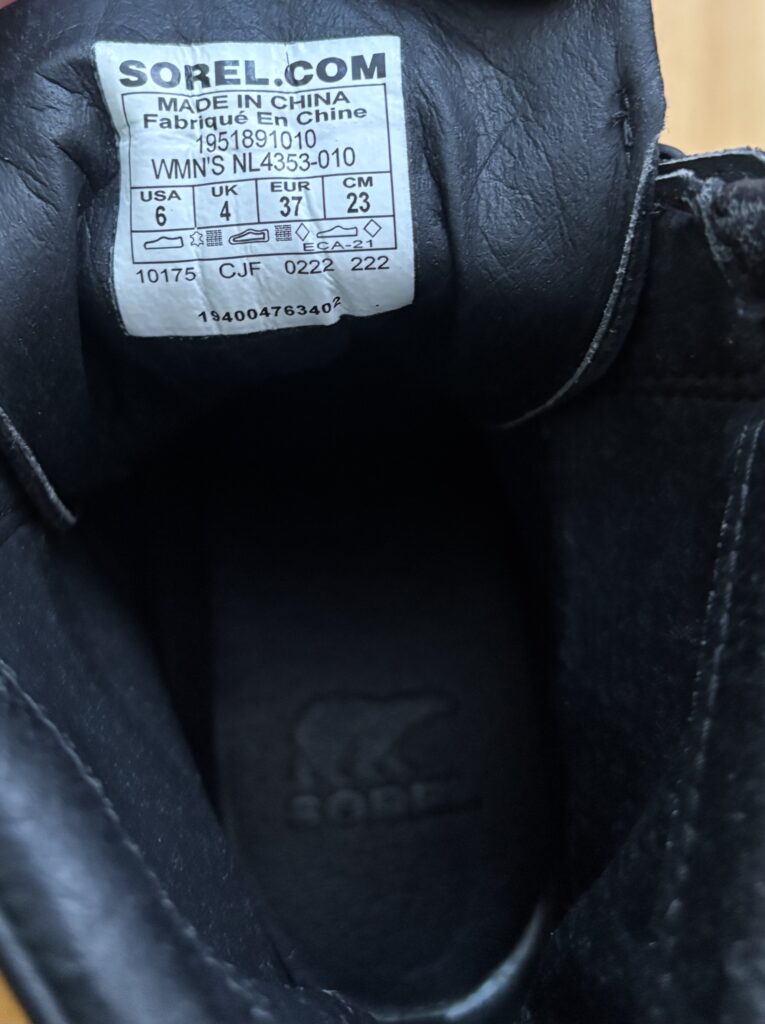 SOREL.COM
MADE IN CHINA
Fabriqué En Chine
1951891010
WMN'S NL4353-010
USA UK EUR CM
6 4 37 23
ECA-21
10175 CJF 0222 222
194004763402
SOREL